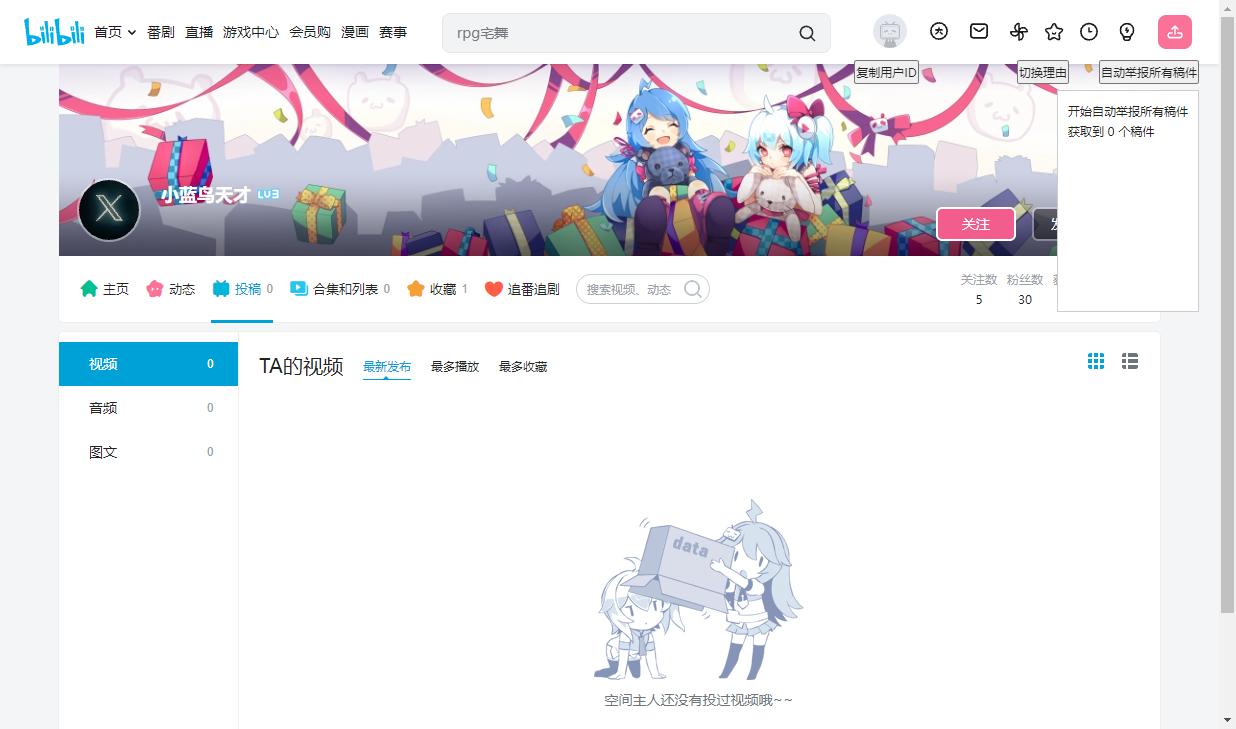 bilibili 首页 番剧 直播 游戏中心 会员购 漫画 赛事
rpg宅舞
复制用户ID 切换理由 自动举报所有稿件
开始自动举报所有稿件
获取到 0 个稿件
小蓝鸟天才 LV3
关注
主页 动态 投稿 0 合集和列表 0 收藏 1 追番追剧
搜索视频、动态
关注数 粉丝数
5 30
视频 0
音频 0
图文 0
TA的视频 最新发布 最多播放 最多收藏
data
空间主人还没有投过视频哦~~